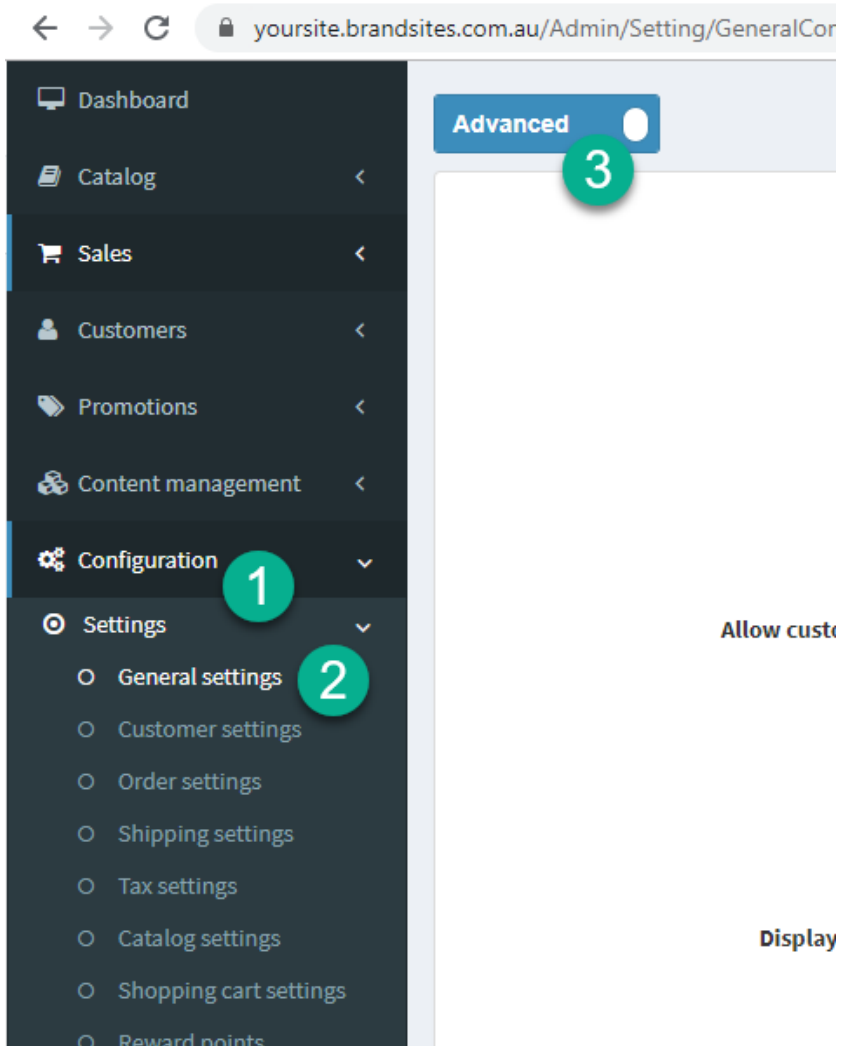 yoursite.brandsites.com.au/Admin/Setting/GeneralCor
Dashboard
Catalog
Sales
Customers
Promotions
Content management
Configuration
1
Settings
General settings
2
Customer settings
Order settings
Shipping settings
Tax settings
Catalog settings
Shopping cart settings
Reward points
Advanced
3
Allow custo
Display